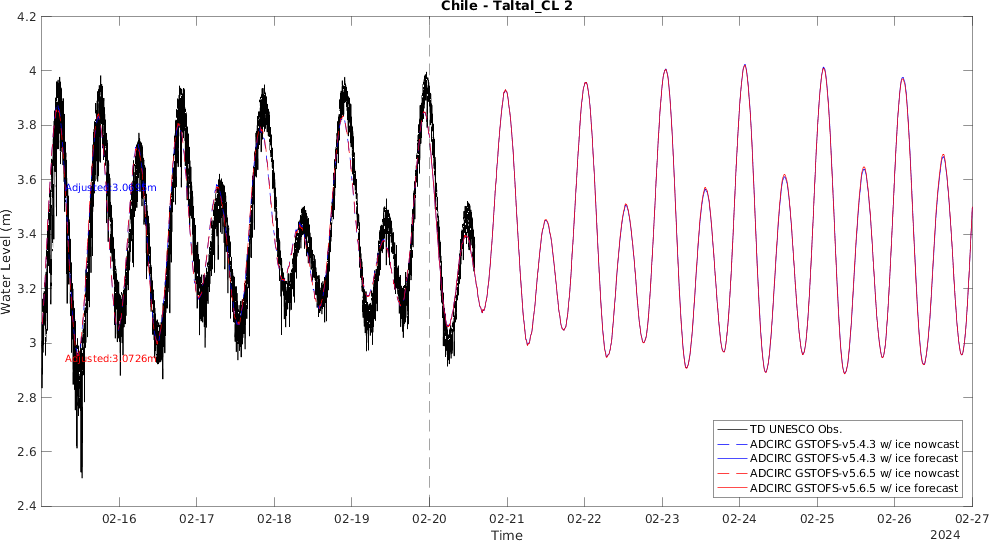 Chile - Taltal_CL 2
4.2
4
3.8
3.6
3.4
3.2
3
2.8
2.6
2.4
Water Level (m)
Adjusted:3.0726m
TD UNESCO Obs.
ADCIRC GSTOFS-v5.4.3 w/ ice nowcast
ADCIRC GSTOFS-v5.4.3 w/ ice forecast
ADCIRC GSTOFS-v5.6.5 w/ ice nowcast
ADCIRC GSTOFS-v5.6.5 w/ ice forecast
02-16 02-17 02-18 02-19 02-20 02-21 02-22 02-23 02-24 02-25 02-26 02-27
Time
2024